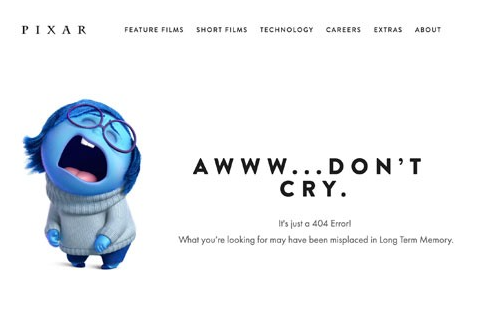 PIXAR
FEATURE FILMS SHORT FILMS TECHNOLOGY CAREERS EXTRAS ABOUT
AWWW...DON'T
CRY.
It's just a 404 Error!
What you're looking for may have been misplaced in Long Term Memory.